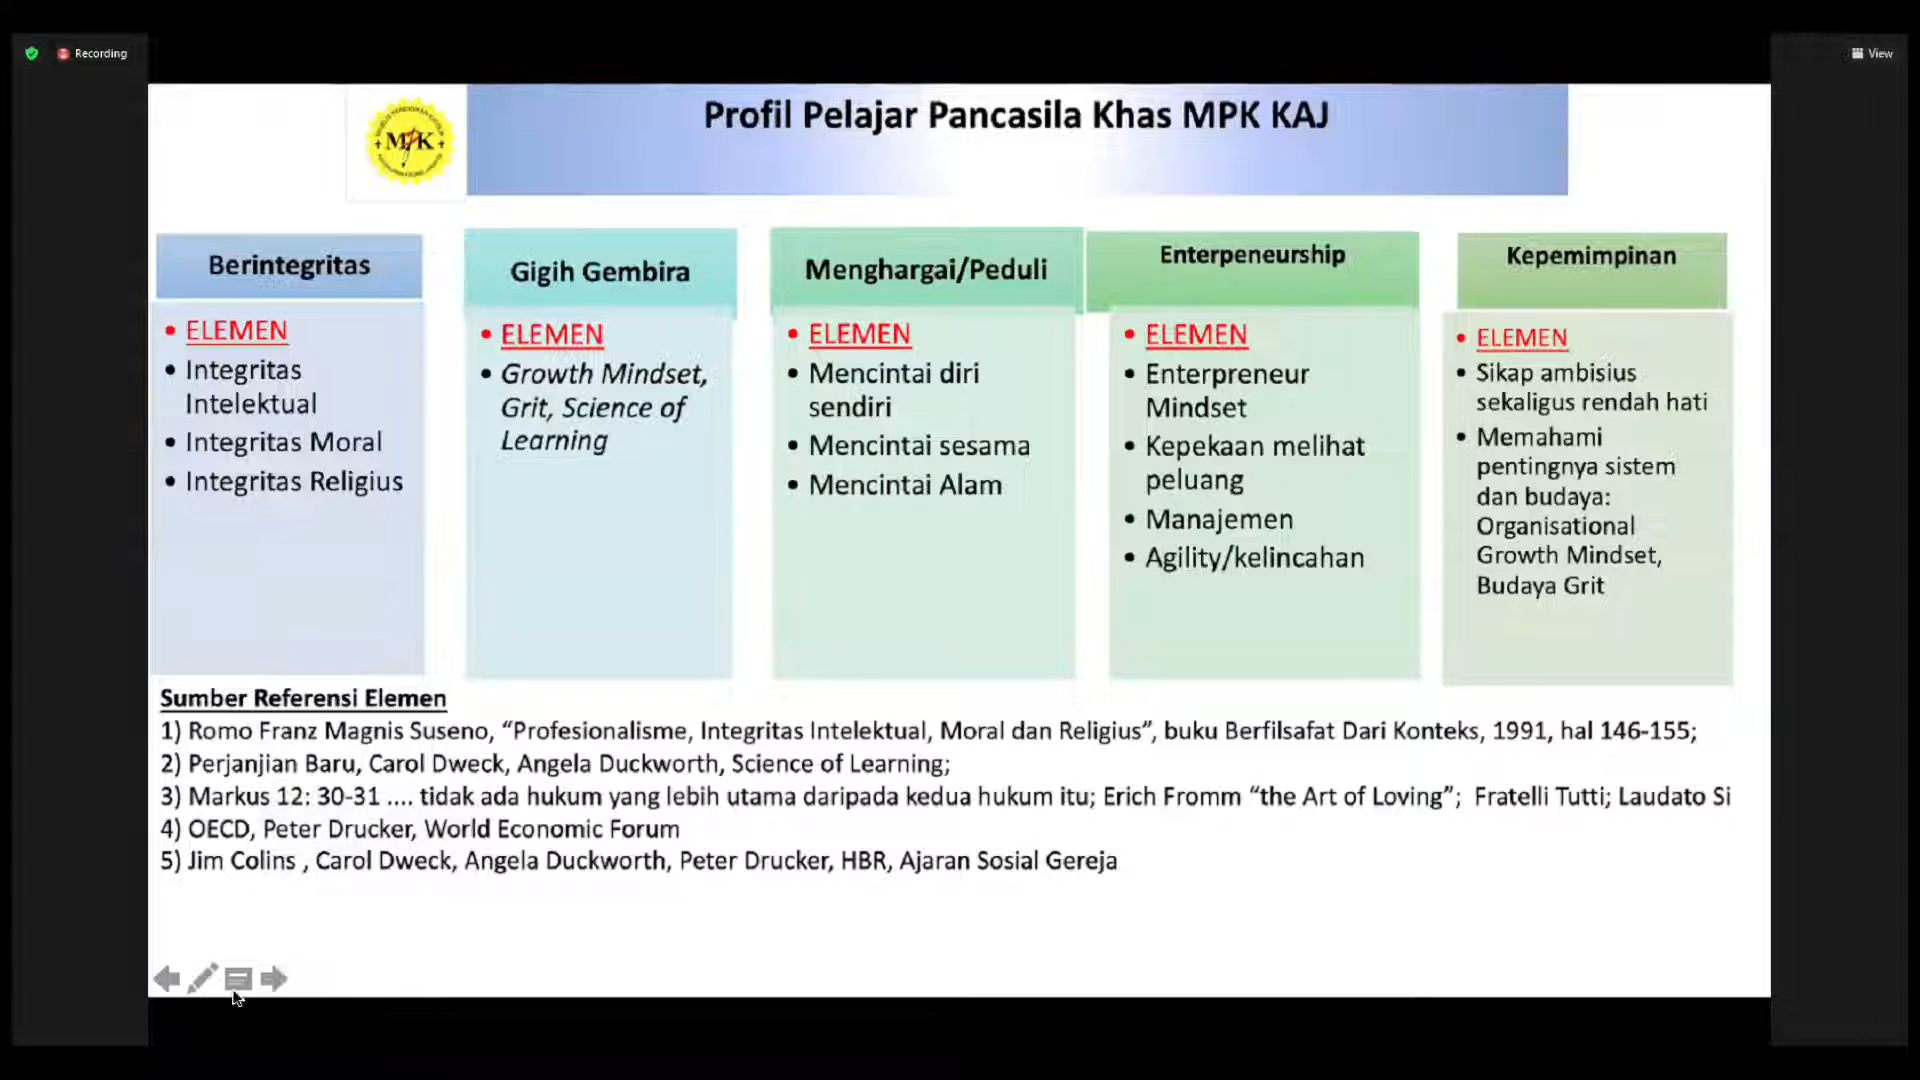 Recording
View
MPK
Profil Pelajar Pancasila Khas MPK KAJ
Berintegritas
• ELEMEN
• Integritas
Intelektual
• Integritas Moral
• Integritas Religius
Gigih Gembira
• ELEMEN
• Growth Mindset,
Grit, Science of
Learning
Menghargai/Peduli
• ELEMEN
• Mencintai diri
sendiri
• Mencintai sesama
• Mencintai Alam
Enterpeneurship
• ELEMEN
• Enterpreneur
Mindset
• Kepekaan melihat
peluang
• Manajemen
• Agility/kelincahan
Kepemimpinan
• ELEMEN
• Sikap ambisius
sekaligus rendah hati
• Memahami
pentingnya sistem
dan budaya:
Organisational
Growth Mindset,
Budaya Grit
Sumber Referensi Elemen
1) Romo Franz Magnis Suseno, “Profesionalisme, Integritas Intelektual, Moral dan Religius”, buku Berfilsafat Dari Konteks, 1991, hal 146-155;
2) Perjanjian Baru, Carol Dweck, Angela Duckworth, Science of Learning;
3) Markus 12: 30-31 .... tidak ada hukum yang lebih utama daripada kedua hukum itu; Erich Fromm “the Art of Loving”; Fratelli Tutti; Laudato Si
4) OECD, Peter Drucker, World Economic Forum
5) Jim Colins , Carol Dweck, Angela Duckworth, Peter Drucker, HBR, Ajaran Sosial Gereja